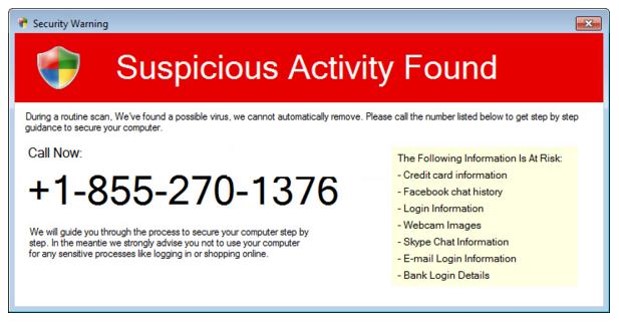 Security Warning
Suspicious Activity Found
During a routine scan, We've found a possible virus, we cannot automatically remove. Please call the number listed below to get step by step
guidance to secure your computer.
Call Now:
+1-855-270-1376
We will guide you through the process to secure your computer step by
step. In the meantie we strongly advise you not to use your computer
for any sensitive processes like logging in or shopping online.
The Following Information Is At Risk:
- Credit card information
- Facebook chat history
- Login Information
- Webcam Images
- Skype Chat Information
- E-mail Login Information
- Bank Login Details